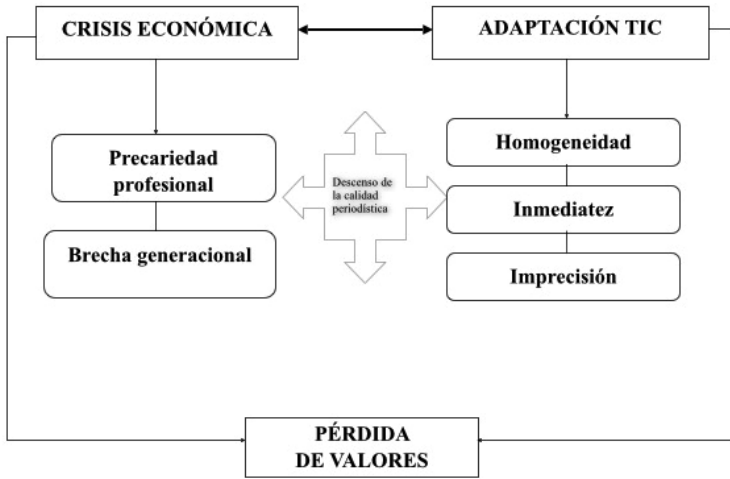 CRISIS ECONÓMICA
ADAPTACIÓN TIC
Precariedad
profesional
Brecha generacional
Descenso de
la calidad
periodística
Homogeneidad
Inmediatez
Imprecisión
PÉRDIDA
DE VALORES